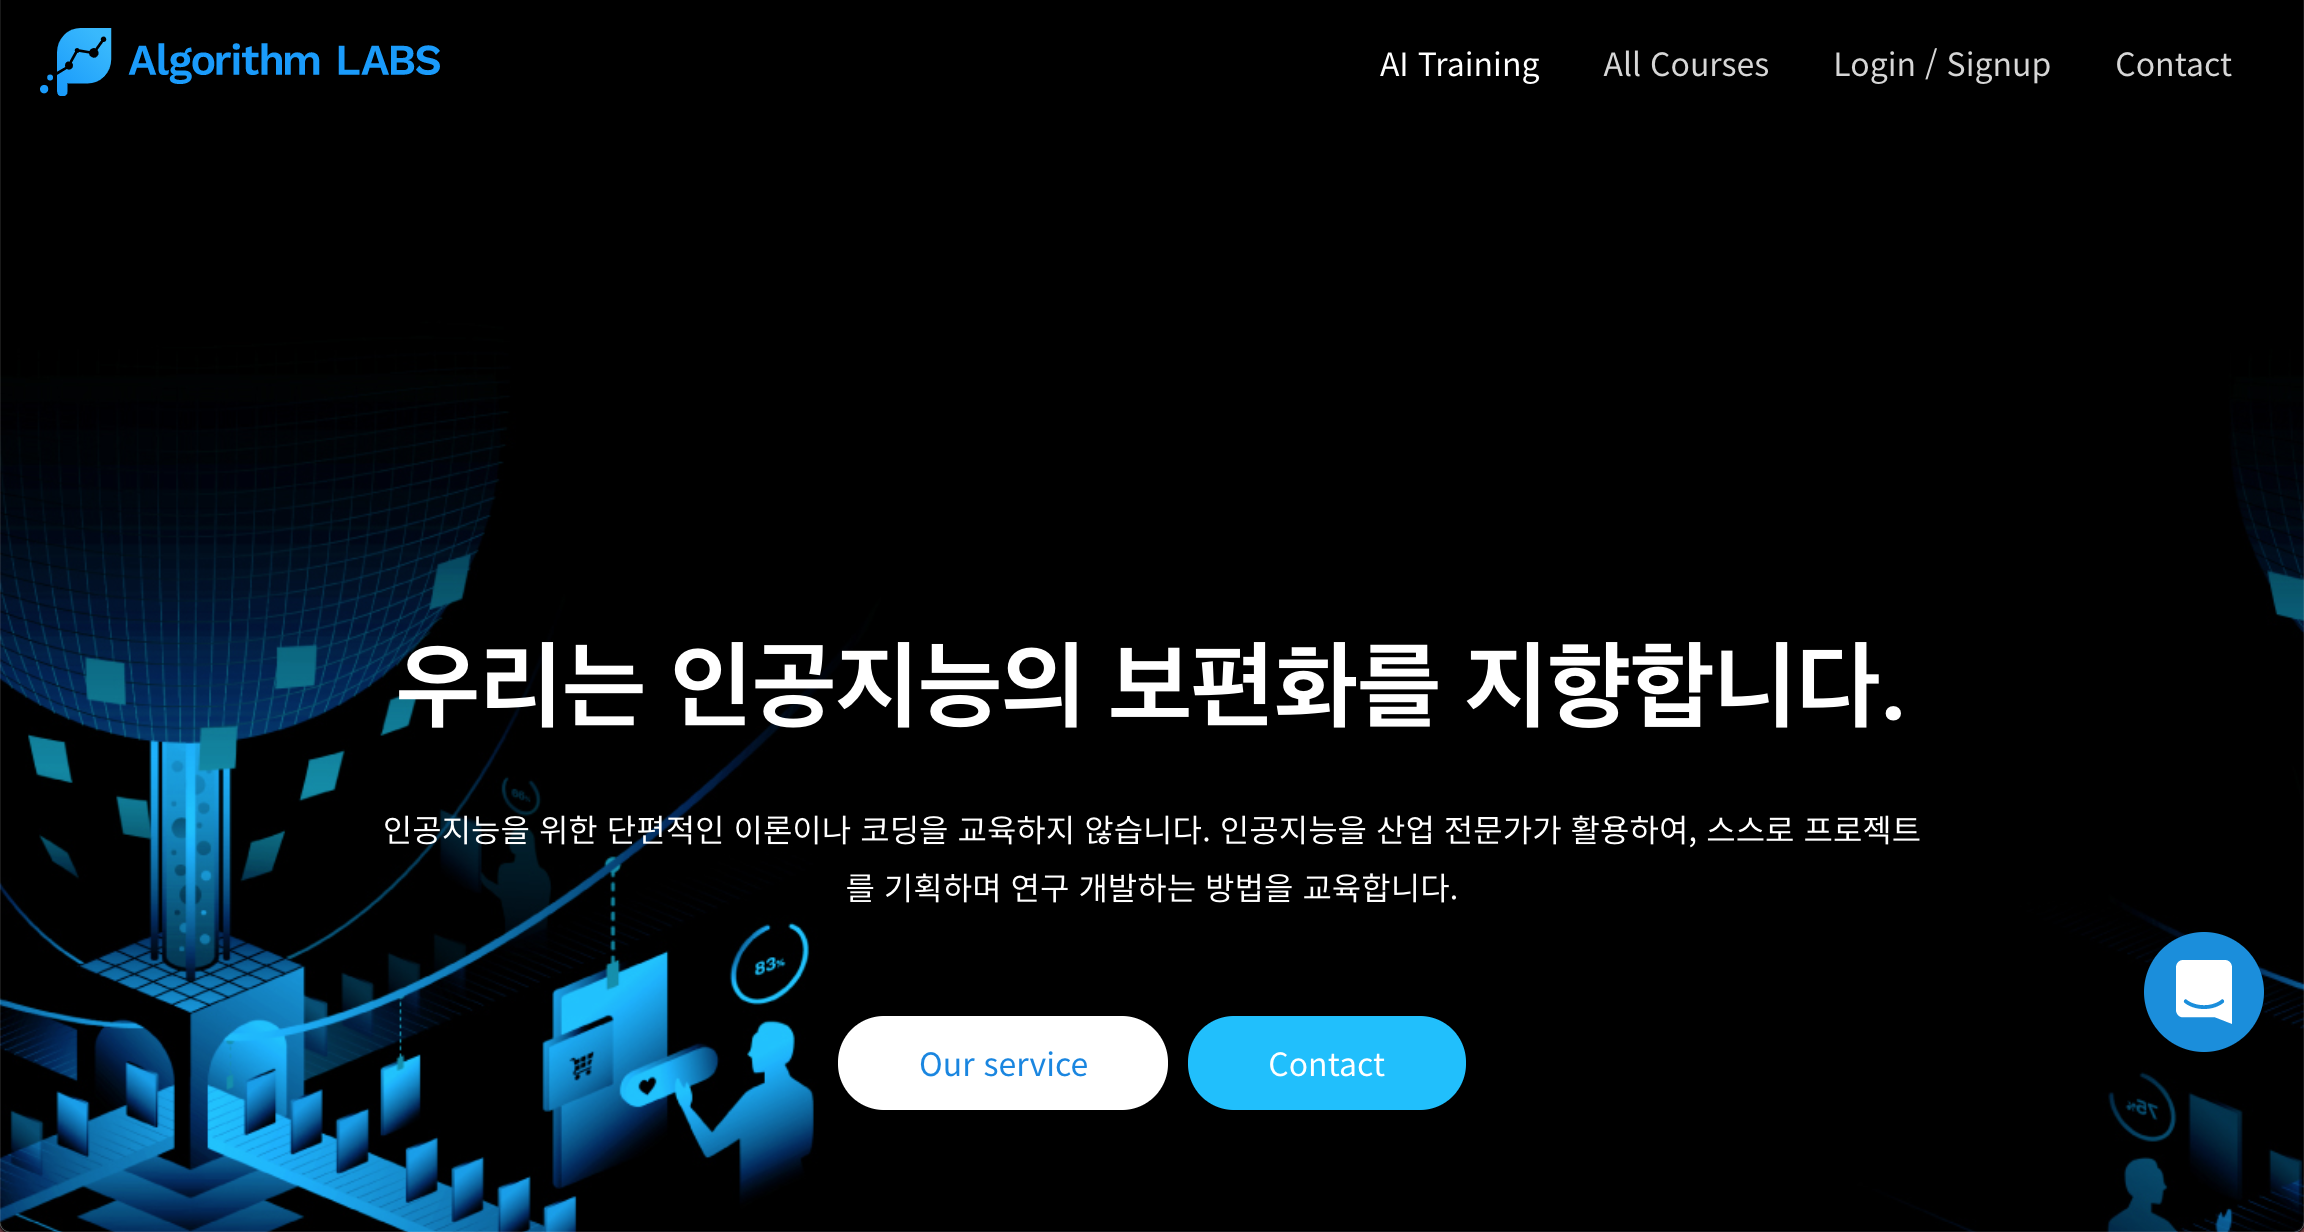 Algorithm LABS
AI Training
All Courses
Login / Signup
Contact
우리는 인공지능의 보편화를 지향합니다.
인공지능을 위한 단편적인 이론이나 코딩을 교육하지 않습니다. 인공지능을 산업 전문가가 활용하여, 스스로 프로젝트
를 기획하며 연구 개발하는 방법을 교육합니다.
83%
Our service
Contact